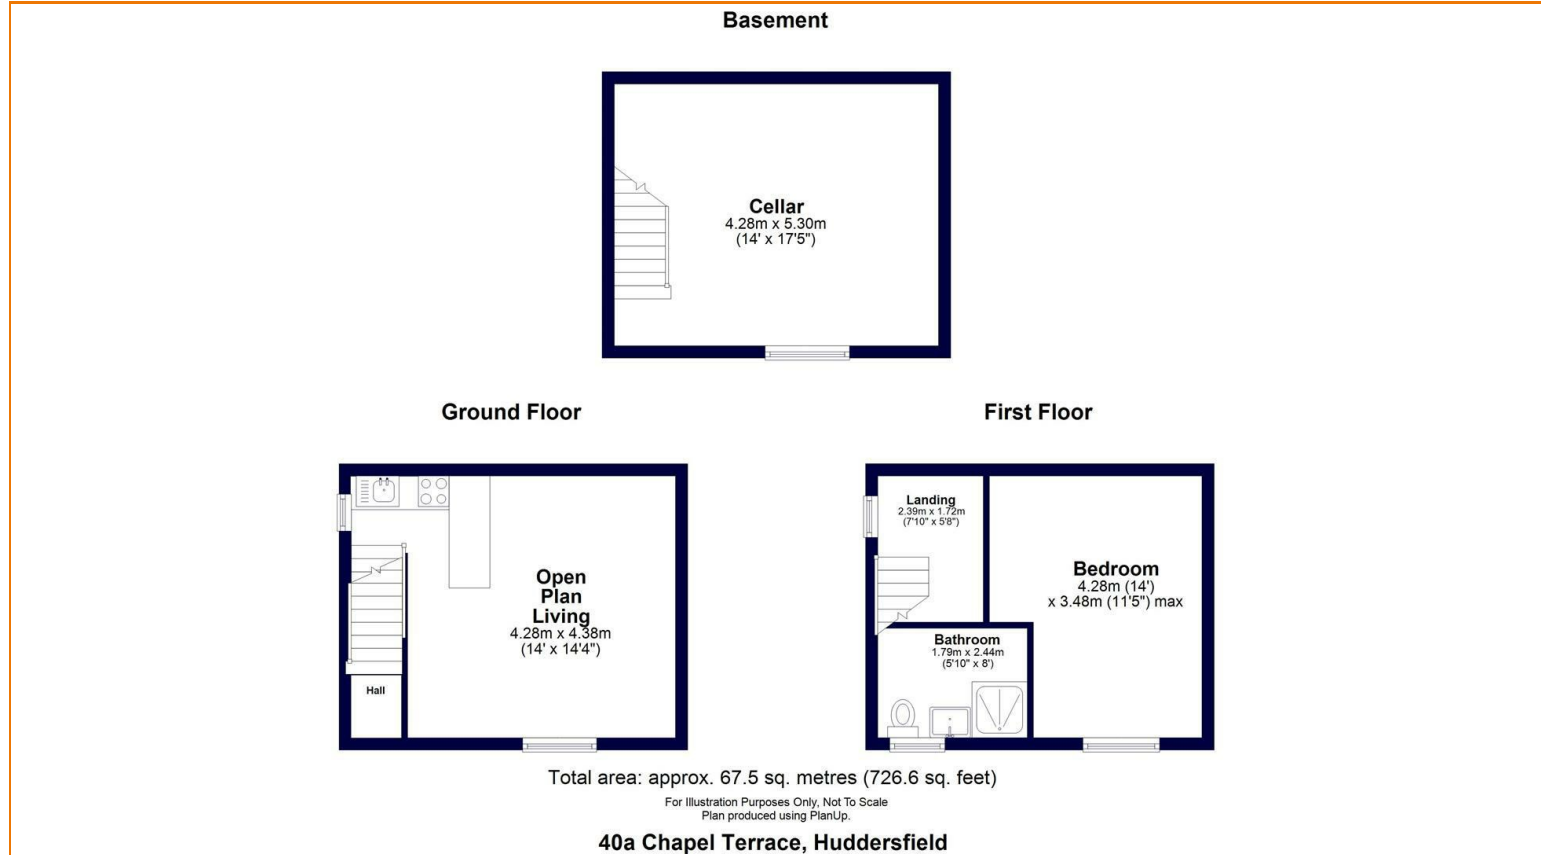 Basement
Cellar
4.28m x 5.30m
(14' x 17'5")
Ground Floor
Open
Plan
Living
4.28m x 4.38m
(14' x 14'4")
Hall
First Floor
Landing
2.39m x 1.72m
(7'10" x 5'8")
Bedroom
4.28m (14')
x 3.48m (11'5") max
Bathroom
1.79m x 2.44m
(5'10" x 8')
Total area: approx. 67.5 sq. metres (726.6 sq. feet)
For Illustration Purposes Only, Not To Scale
Plan produced using PlanUp.
40a Chapel Terrace, Huddersfield